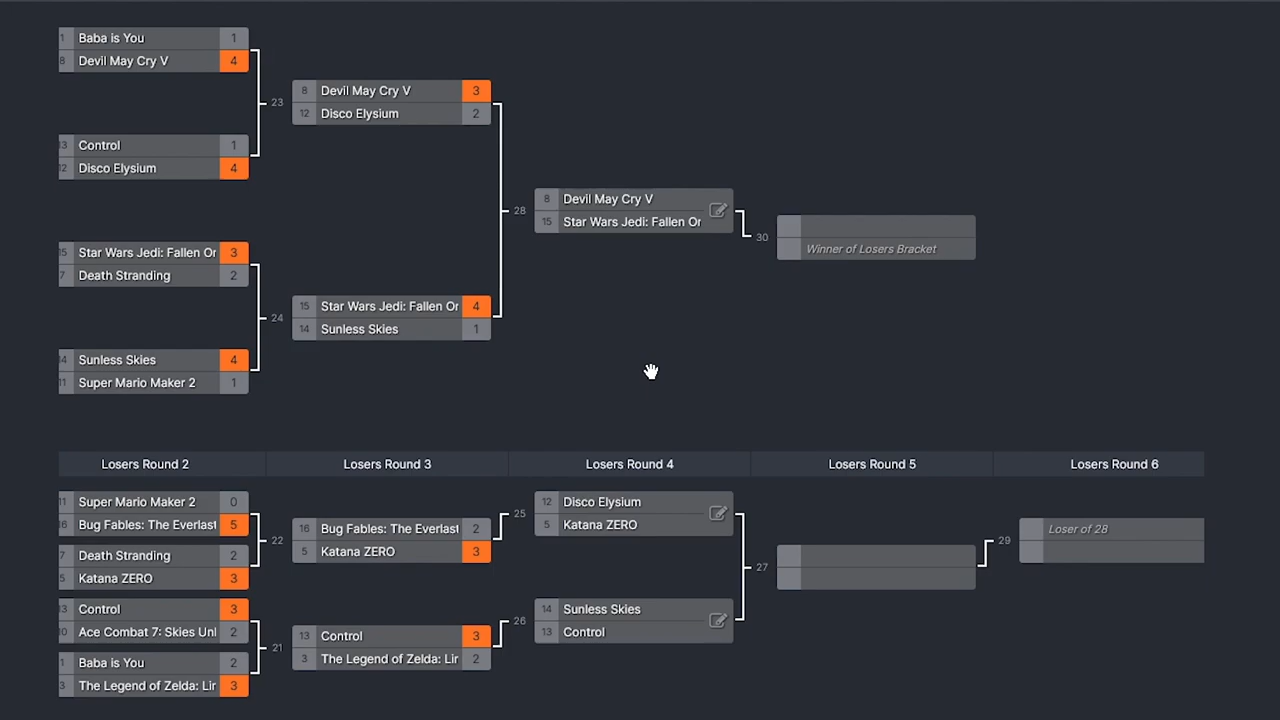 1 Baba is You 1
8 Devil May Cry V 4
23
8 Devil May Cry V 3
12 Disco Elysium 2
13 Control 1
12 Disco Elysium 4
28
8 Devil May Cry V
15 Star Wars Jedi: Fallen Or
30
Winner of Losers Bracket
15 Star Wars Jedi: Fallen Or 3
7 Death Stranding 2
24
15 Star Wars Jedi: Fallen Or 4
14 Sunless Skies 1
14 Sunless Skies 4
11 Super Mario Maker 2 1
Losers Round 2
Losers Round 3
Losers Round 4
Losers Round 5
Losers Round 6
11 Super Mario Maker 2 0
16 Bug Fables: The Everlast 5
7 Death Stranding 2
5 Katana ZERO 3
22
16 Bug Fables: The Everlast 2
5 Katana ZERO 3
25
12 Disco Elysium
5 Katana ZERO
27
29
Loser of 28
13 Control 3
10 Ace Combat 7: Skies Unl 2
1 Baba is You 2
3 The Legend of Zelda: Lir 3
21
13 Control 3
3 The Legend of Zelda: Lir 2
26
14 Sunless Skies
13 Control